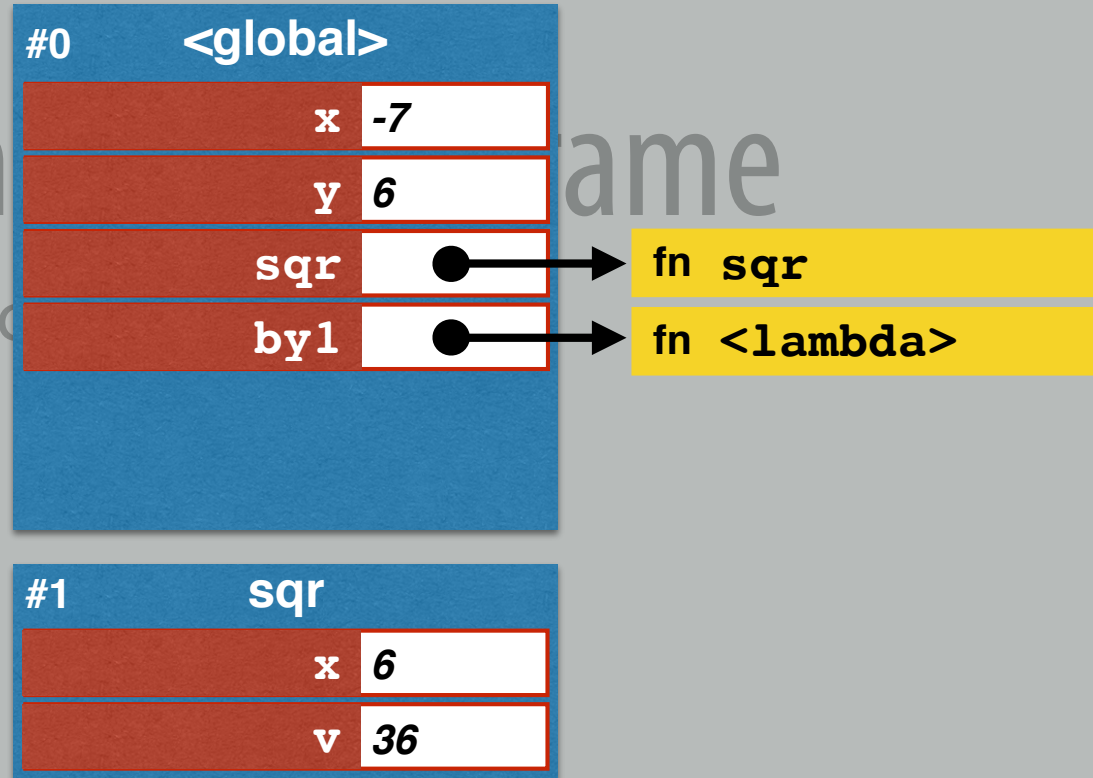 #0 <global>
x -7
y 6
sqr fn sqr
by1 fn <lambda>
#1 sqr
x 6
v 36